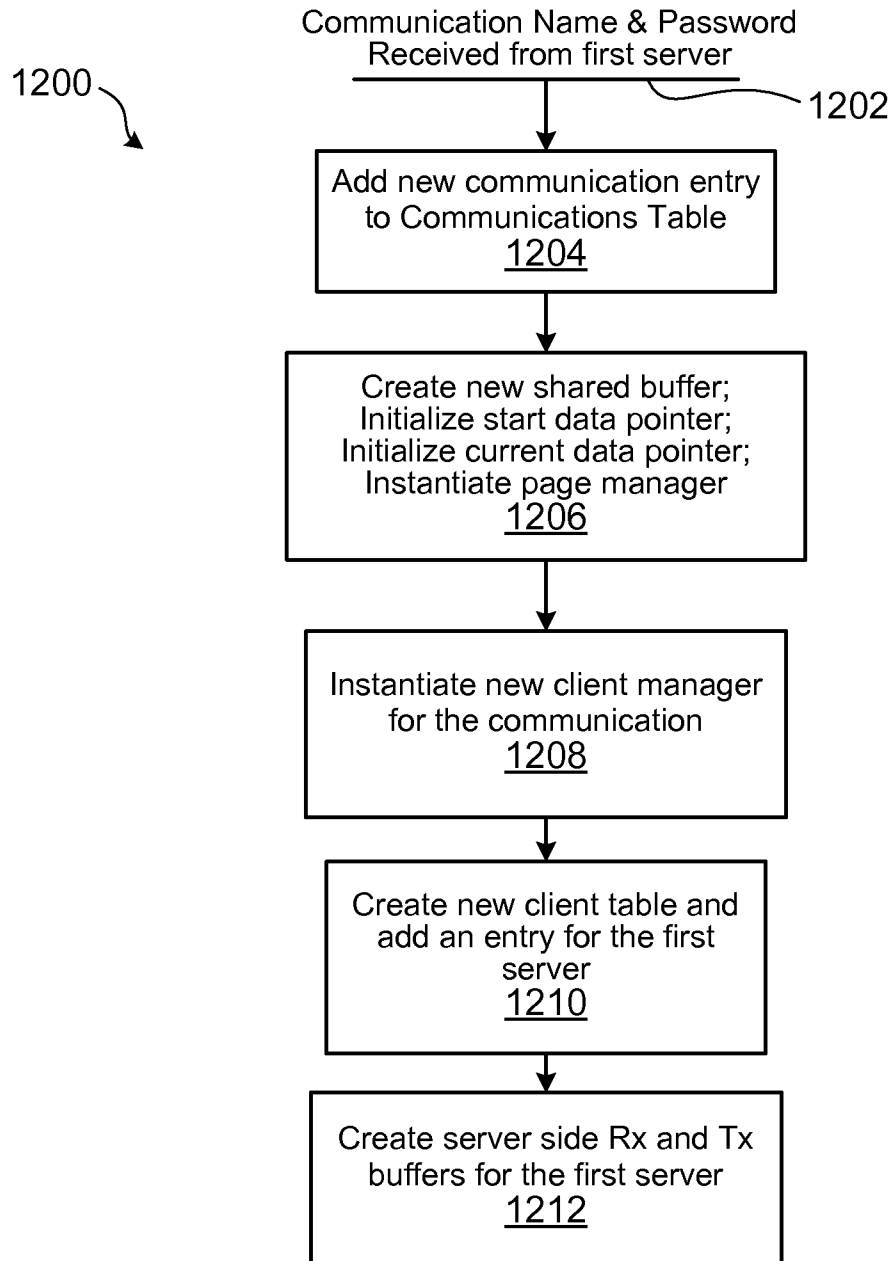 Communication Name & Password
Received from first server
1200
1202
Add new communication entry
to Communications Table
1204
Create new shared buffer;
Initialize start data pointer;
Initialize current data pointer;
Instantiate page manager
1206
Instantiate new client manager
for the communication
1208
Create new client table and
add an entry for the first
server
1210
Create server side Rx and Tx
buffers for the first server
1212